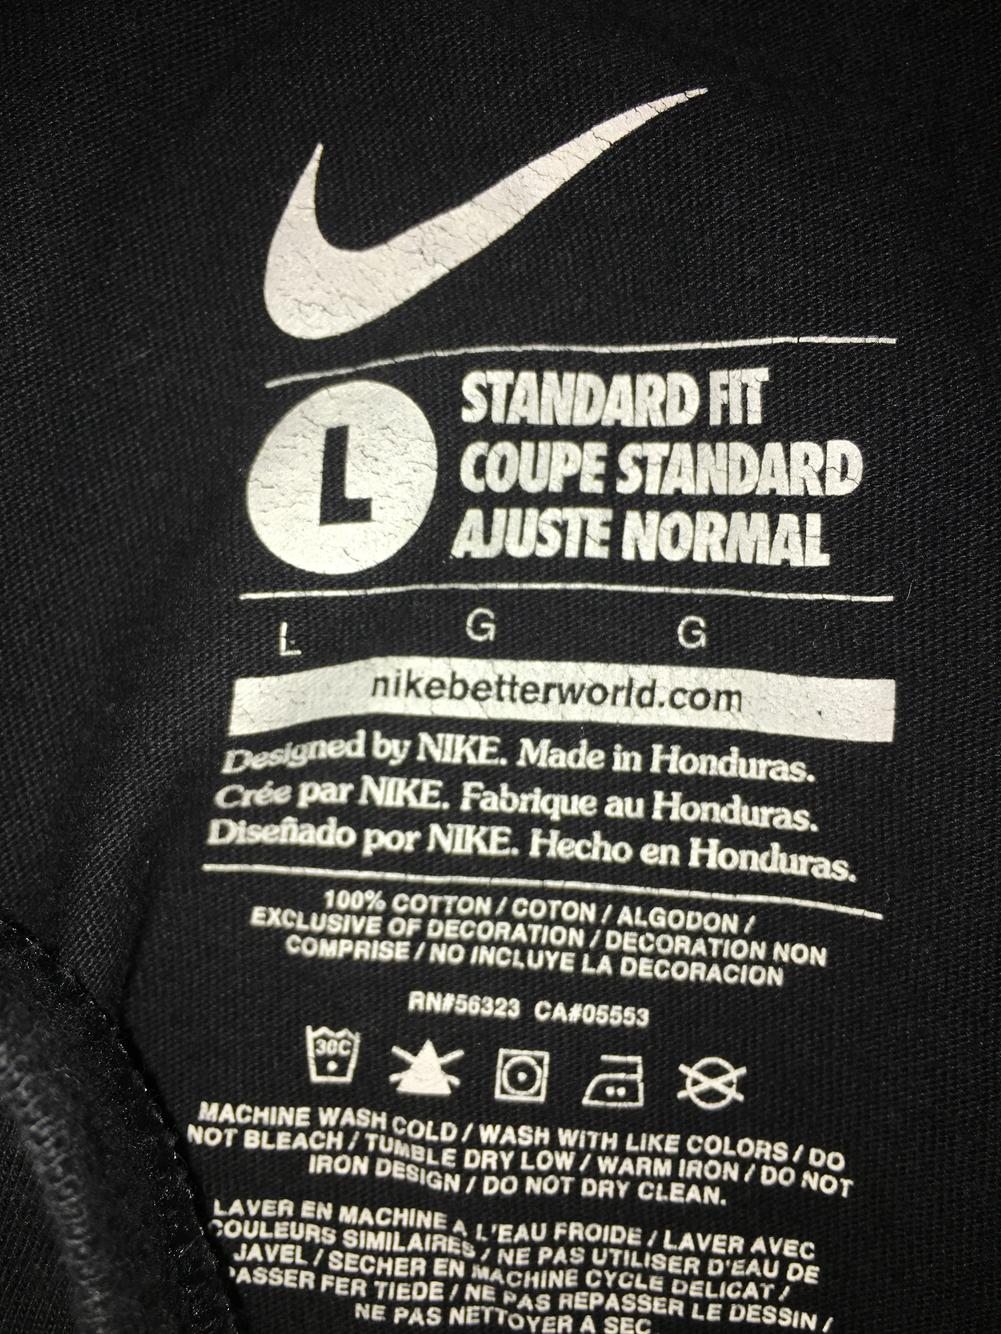 L
STANDARD FIT
COUPE STANDARD
AJUSTE NORMAL
L G G
nikebetterworld.com
Designed by NIKE. Made in Honduras.
Crée par NIKE. Fabrique au Honduras.
Diseñado por NIKE. Hecho en Honduras.
100% COTTON / COTON / ALGODON /
EXCLUSIVE OF DECORATION / DECORATION NON
COMPRISE / NO INCLUYE LA DECORACION
RN#56323 CA#05553
30C
MACHINE WASH COLD / WASH WITH LIKE COLORS / DO
NOT BLEACH / TUMBLE DRY LOW / WARM IRON / DO NOT
IRON DESIGN / DO NOT DRY CLEAN.
LAVER EN MACHINE A L'EAU FROIDE / LAVER AVEC
COULEURS SIMILAIRES / NE PAS UTILISER D'EAU DE
JAVEL / SECHER EN MACHINE CYCLE DELICAT /
PASSER FER TIEDE / NE PAS REPASSER LE DESSIN /
NE PAS NETTOYER A SEC